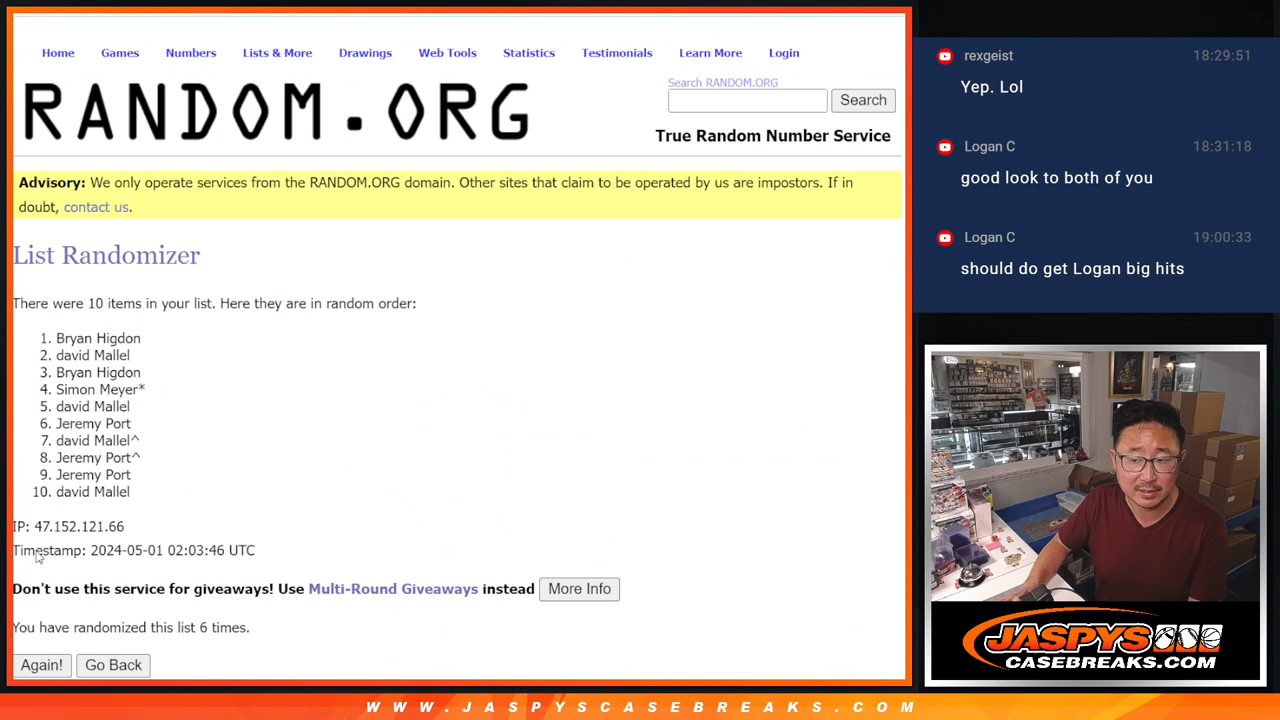 Home Games Numbers Lists & More Drawings Web Tools Statistics Testimonials Learn More Login
RANDOM.ORG
Search RANDOM.ORG
Search
True Random Number Service
Advisory: We only operate services from the RANDOM.ORG domain. Other sites that claim to be operated by us are impostors. If in
doubt, contact us.
List Randomizer
There were 10 items in your list. Here they are in random order:
1. Bryan Higdon
2. david Mallel
3. Bryan Higdon
4. Simon Meyer*
5. david Mallel
6. Jeremy Port
7. david Mallel^
8. Jeremy Port^
9. Jeremy Port
10. david Mallel
IP: 47.152.121.66
Timestamp: 2024-05-01 02:03:46 UTC
Don't use this service for giveaways! Use Multi-Round Giveaways instead More Info
You have randomized this list 6 times.
Again! Go Back
rexgeist 18:29:51
Yep. Lol
Logan C 18:31:18
good look to both of you
Logan C 19:00:33
should do get Logan big hits
JASPYS
CASEBREAKS.COM
WWW.JASPYSCASEBREAKS.COM